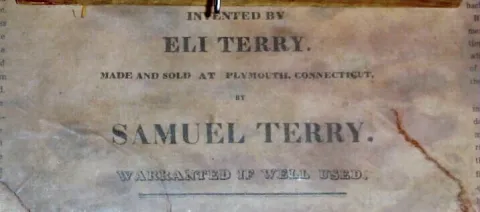 INVENTED BY
ELI TERRY.
MADE AND SOLD AT PLYMOUTH, CONNECTICUT,
BY
SAMUEL TERRY.
WARRANTED IF WELL USED.